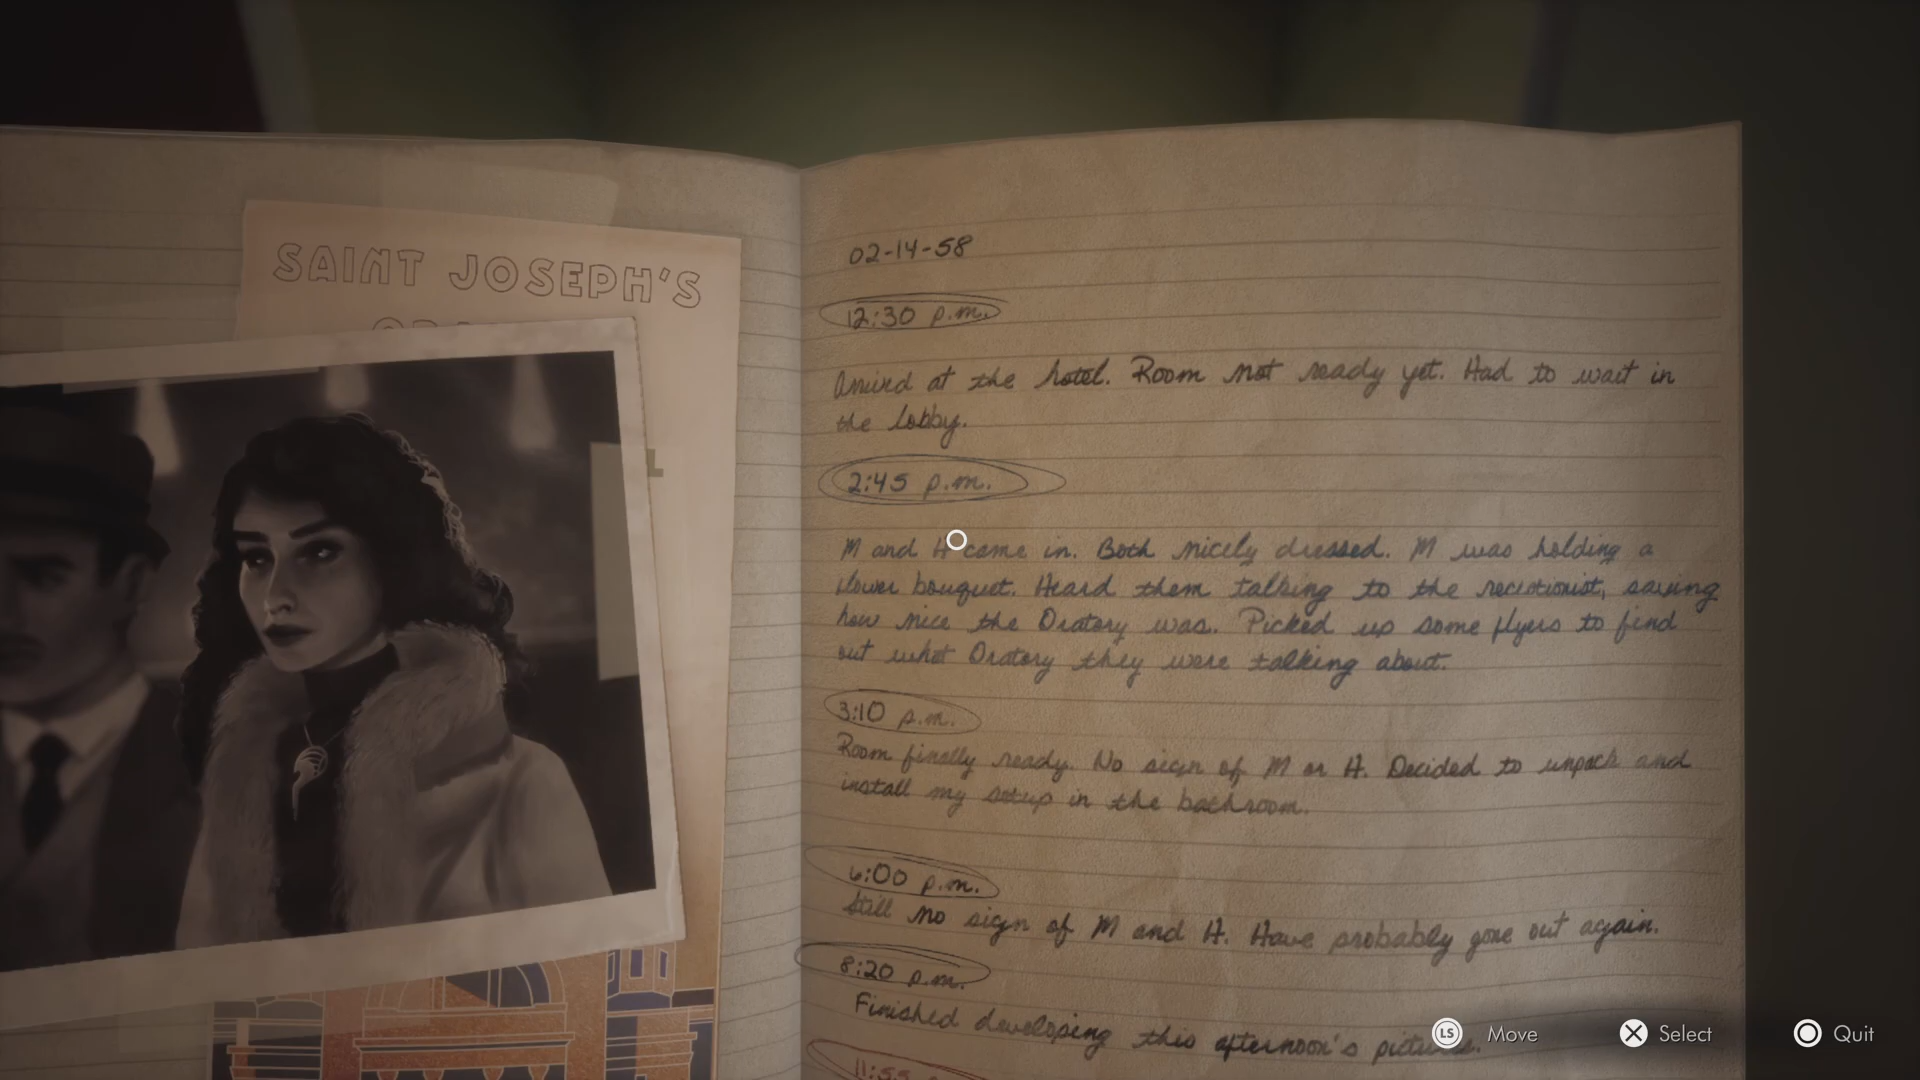 SAINT JOSEPH'S
02-14-58
12:30 p.m.
Arrived at the hotel. Room not ready yet. Had to wait in
the lobby.
2:45 p.m.
M and H came in. Both nicely dressed. M was holding a
flower bouquet. Heard them talking to the receptionist, saying
how nice the Oratory was. Picked up some flyers to find
out what Oratory they were talking about.
3:10 p.m.
Room finally ready. No sign of M or H. Decided to unpack and
install my setup in the bathroom.
6:00 p.m.
Still no sign of M and H. Have probably gone out again.
8:20 p.m.
Finished developing this afternoon's pictures.
11:55
LS Move
Select
Quit